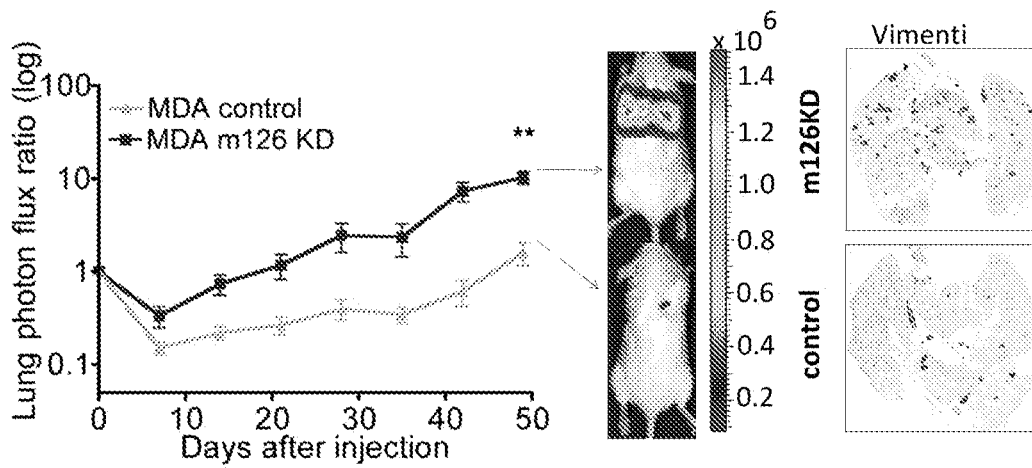 Lung photon flux ratio (log)
100
10
1
0.1
MDA control
MDA m126 KD
**
0
10
20
30
40
50
Days after injection
x 10
6
1.4
1.2
1.0
0.8
0.6
0.4
0.2
Vimenti
m126KD
control